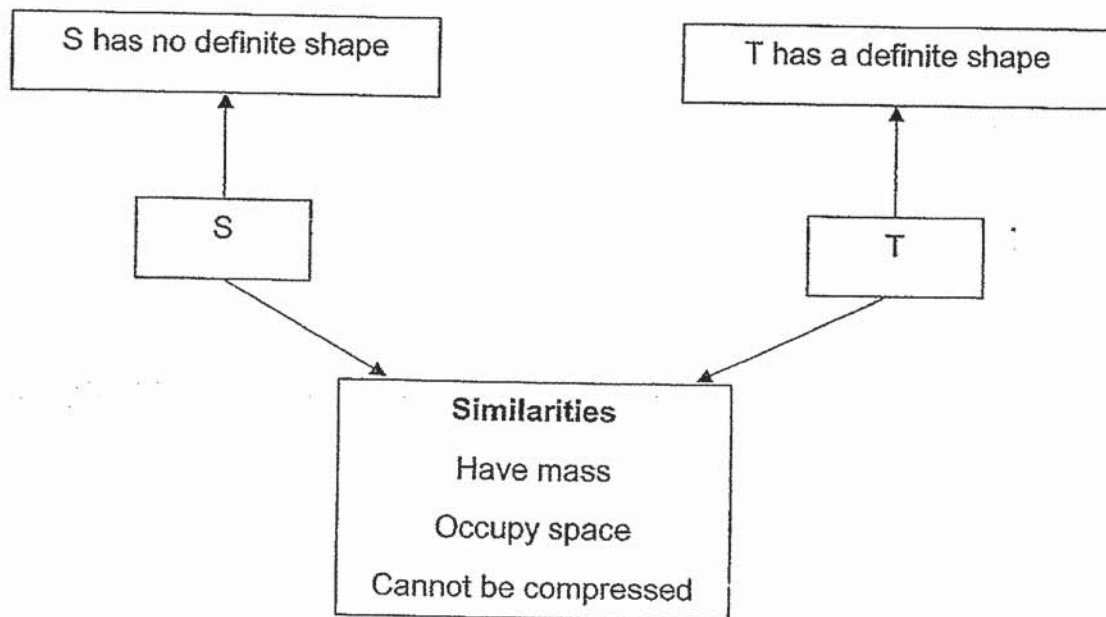 S has no definite shape
T has a definite shape
S
T
Similarities
Have mass
Occupy space
Cannot be compressed